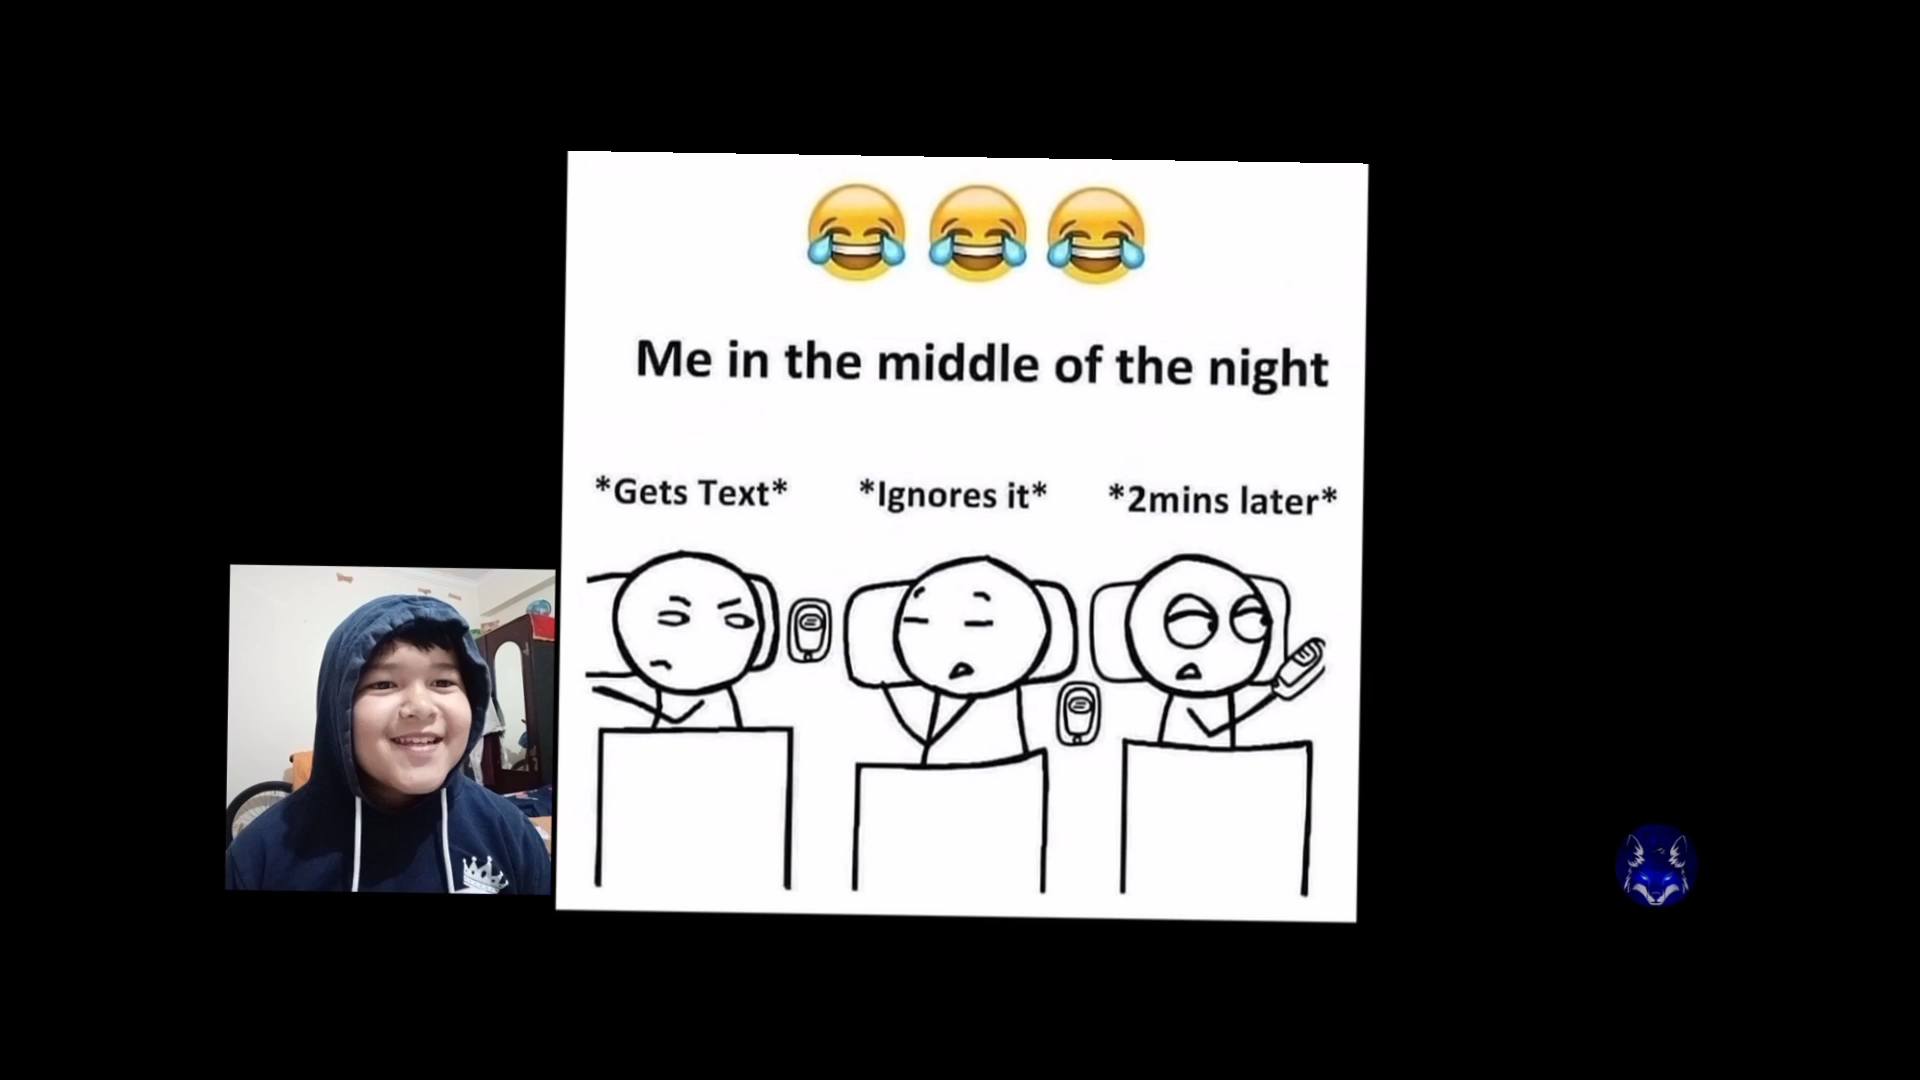 Me in the middle of the night
*Gets Text* *Ignores it* *2mins later*